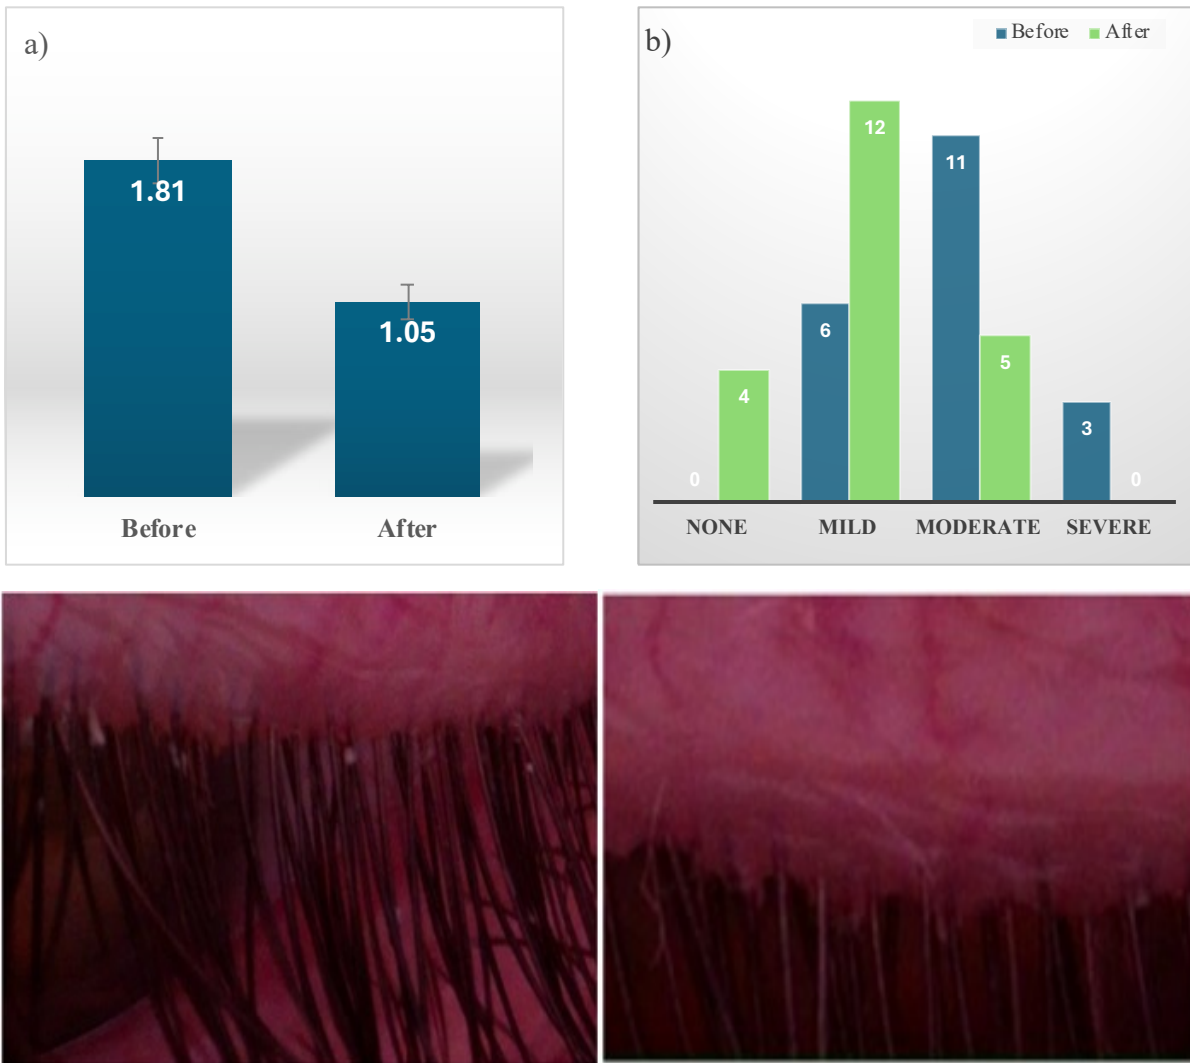 a)
1.81
1.05
Before
After
b)
Before
After
0
4
6
12
11
5
3
0
NONE
MILD
MODERATE
SEVERE